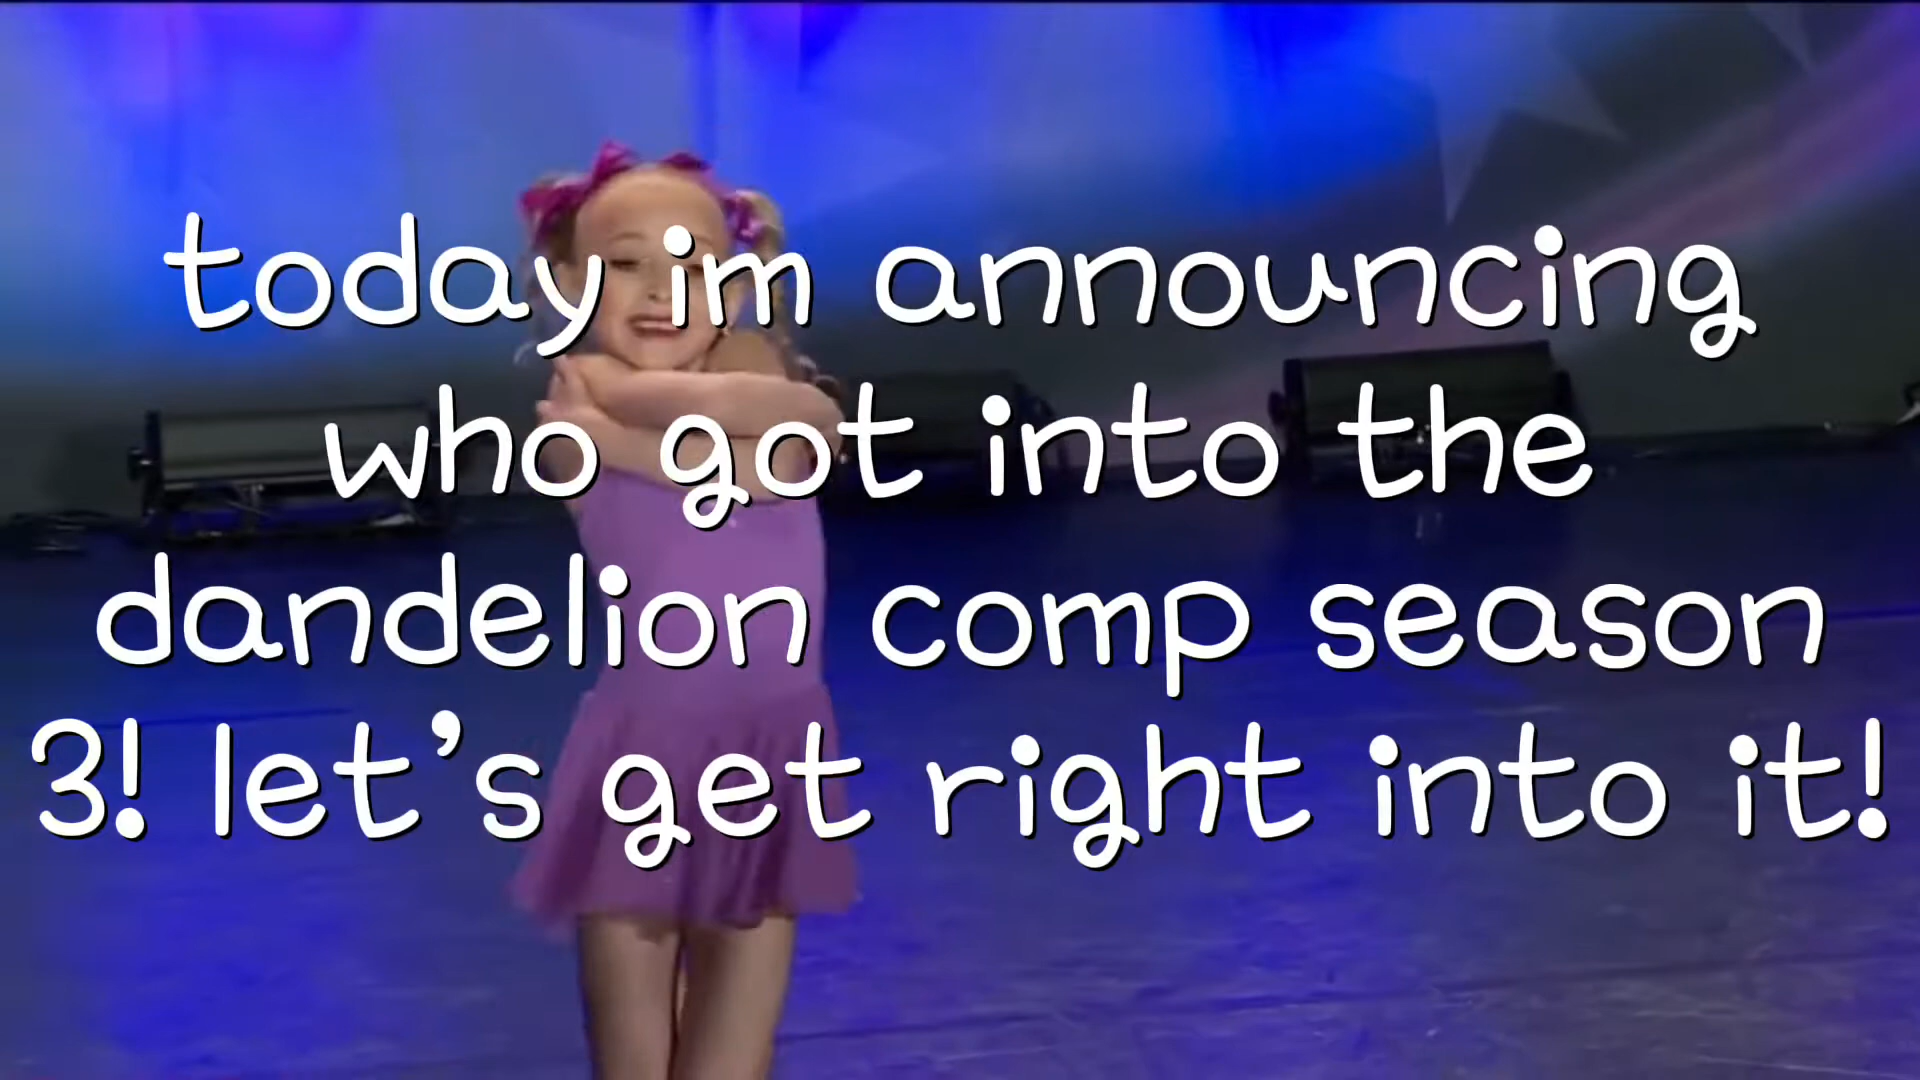 today im announcing
who got into the
dandelion comp season
3! let’s get right into it!